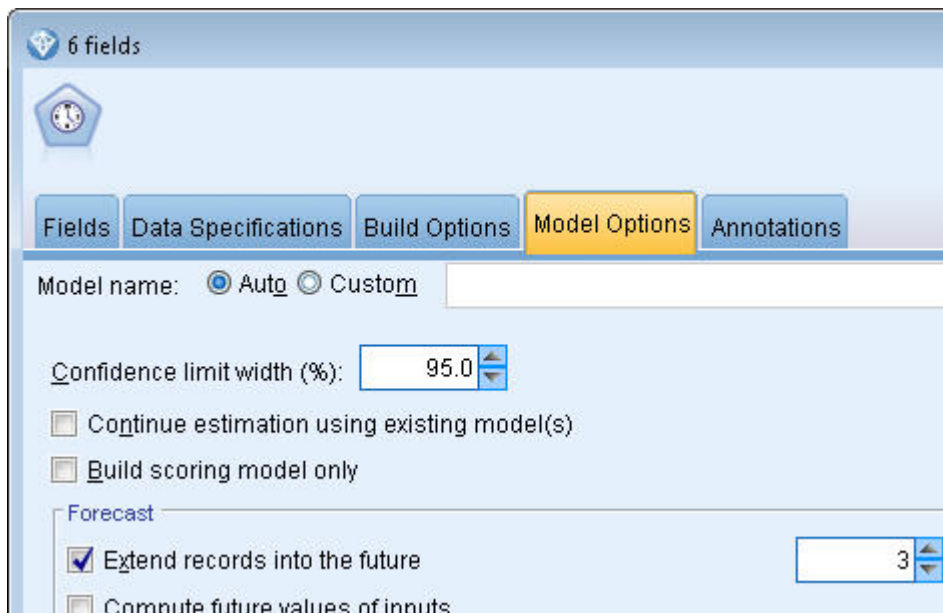 6 fields
Fields Data Specifications Build Options Model Options Annotations
Model name: Auto Custom
Confidence limit width (%): 95.0
Continue estimation using existing model(s)
Build scoring model only
Forecast
Extend records into the future 3
Compute future values of inputs